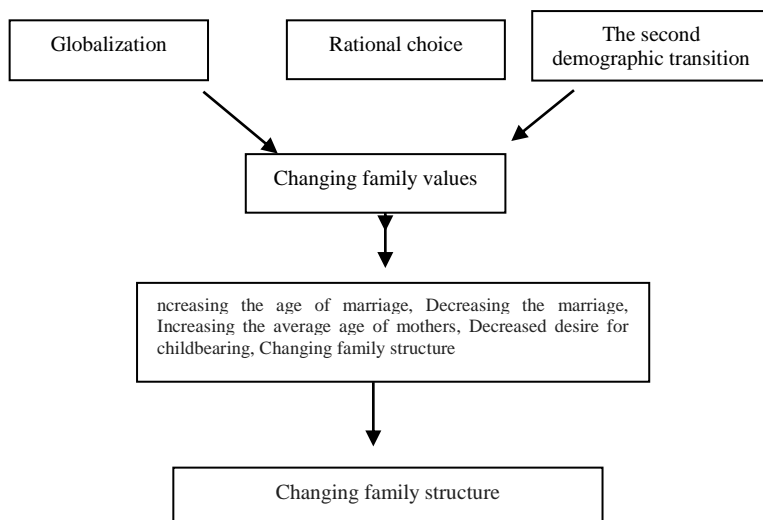 Globalization
Rational choice
The second
demographic transition
Changing family values
ncreasing the age of marriage, Decreasing the marriage,
Increasing the average age of mothers, Decreased desire for
childbearing, Changing family structure
Changing family structure